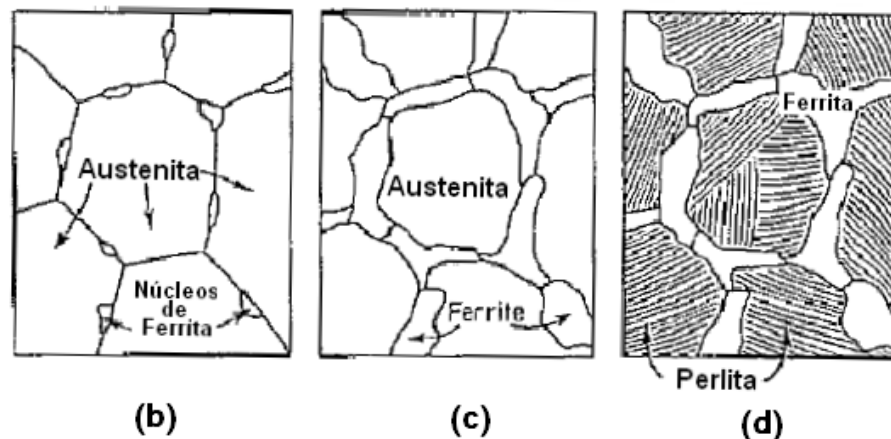 Austenita
Núcleos
de
Ferrita
(b)
Austenita
Ferrite
(c)
Ferrita
Perlita
(d)